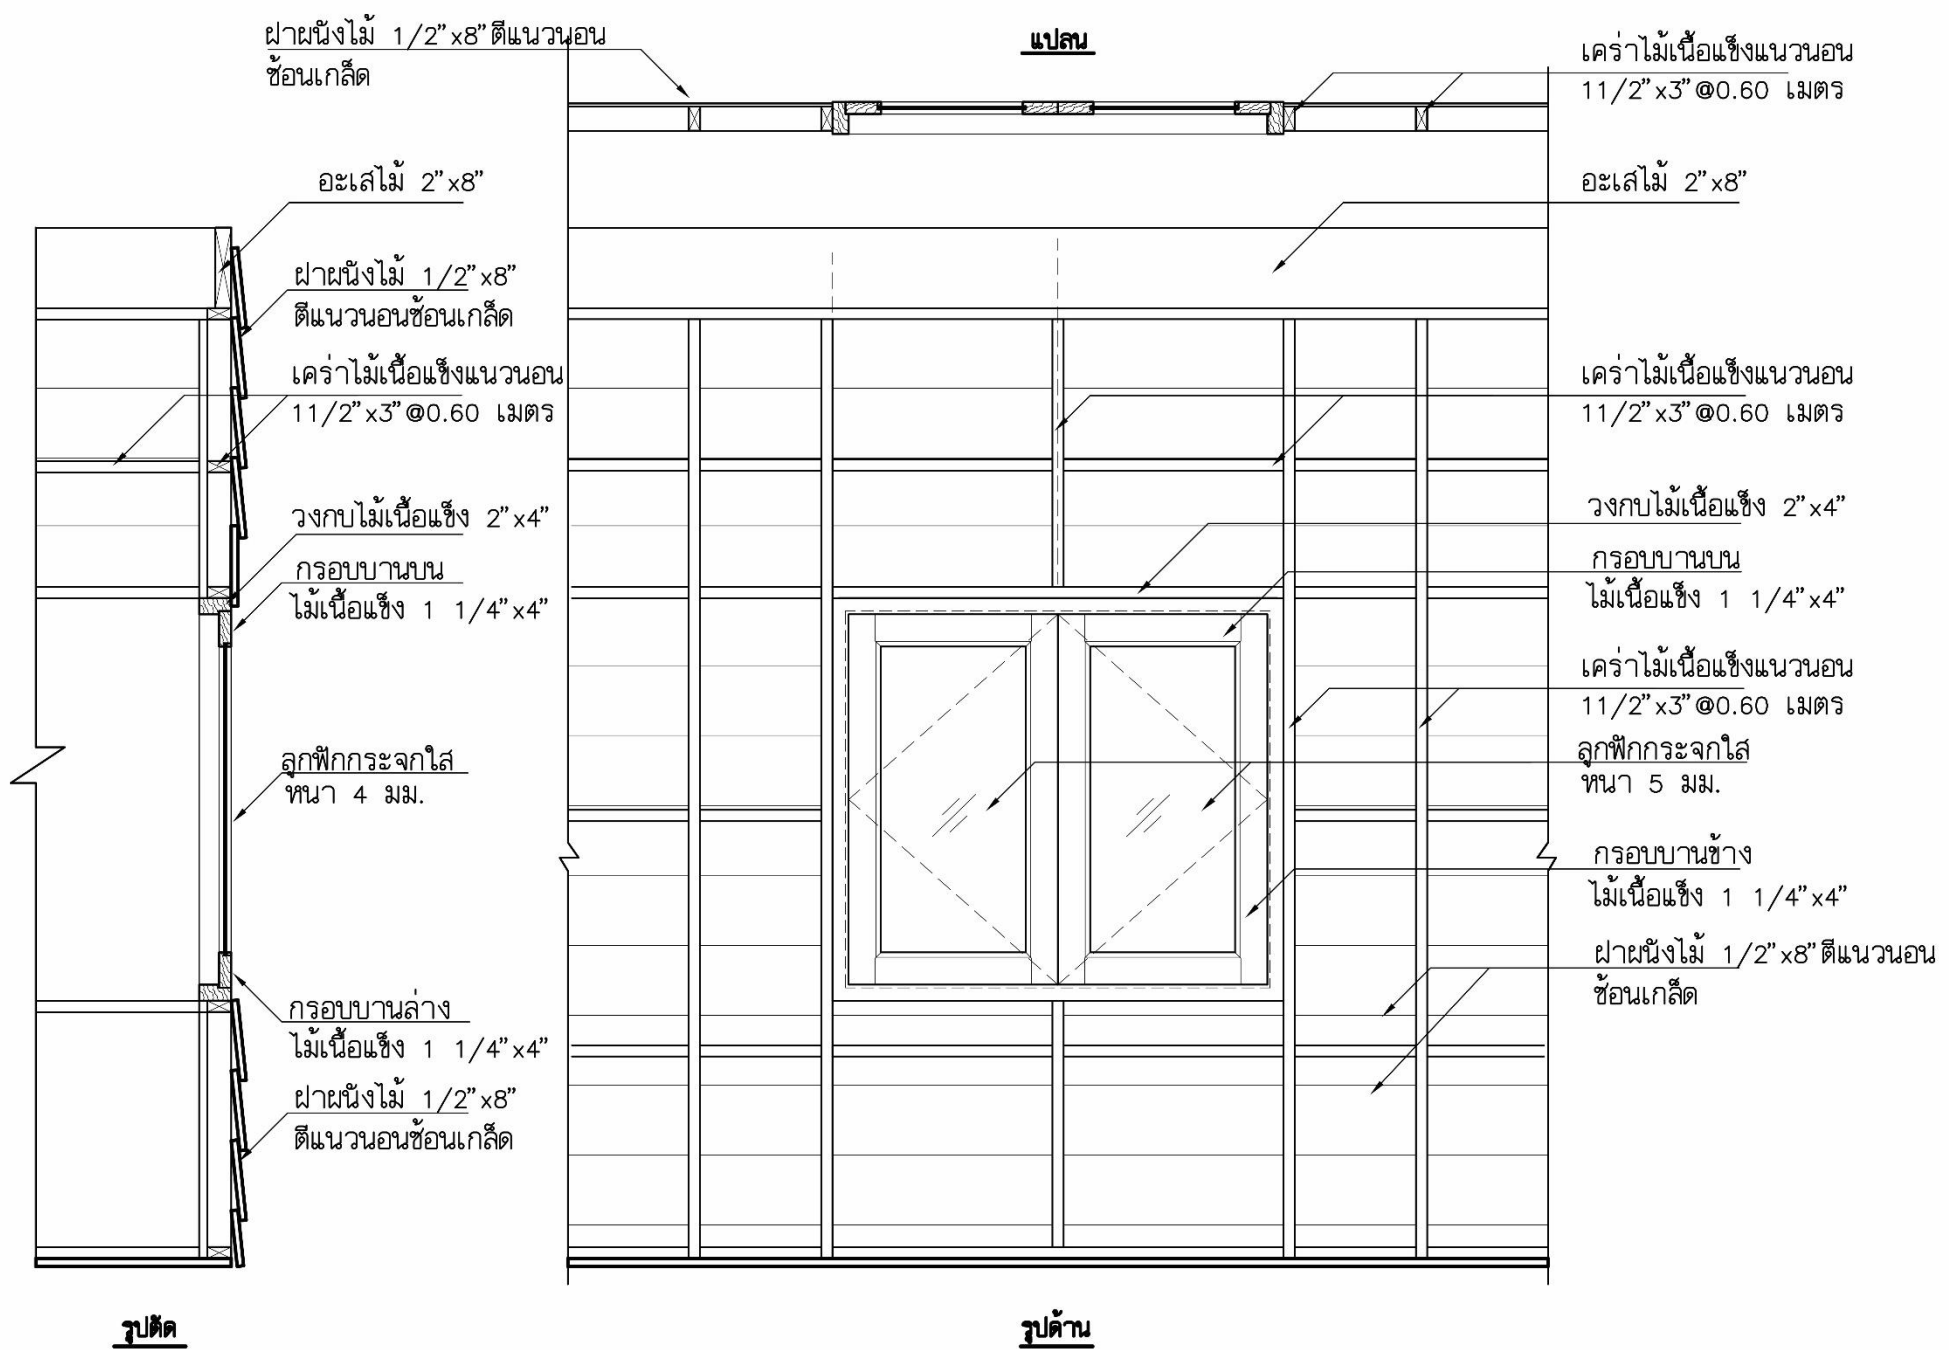 ฝาผนังไม้ 1/2"x8"ตีแนวนอน
ซ้อนเกล็ด
แปลน
เคร่าไม้เนื้อแข็งแนวนอน
11/2"x3"@0.60 เมตร
อะเสไม้ 2"x8"
อะเสไม้ 2"x8"
ฝาผนังไม้ 1/2"x8"
ตีแนวนอนซ้อนเกล็ด
เคร่าไม้เนื้อแข็งแนวนอน
11/2"x3"@0.60 เมตร
เคร่าไม้เนื้อแข็งแนวนอน
11/2"x3"@0.60 เมตร
วงกบไม้เนื้อแข็ง 2"x4"
วงกบไม้เนื้อแข็ง 2"x4"
กรอบบานบน
ไม้เนื้อแข็ง 1 1/4"x4"
กรอบบานบน
ไม้เนื้อแข็ง 1 1/4"x4"
เคร่าไม้เนื้อแข็งแนวนอน
11/2"x3"@0.60 เมตร
ลูกฟักกระจกใส
หนา 4 มม.
ลูกฟักกระจกใส
หนา 5 มม.
กรอบบานข้าง
ไม้เนื้อแข็ง 1 1/4"x4"
ฝาผนังไม้ 1/2"x8"ตีแนวนอน
ซ้อนเกล็ด
กรอบบานล่าง
ไม้เนื้อแข็ง 1 1/4"x4"
ฝาผนังไม้ 1/2"x8"
ตีแนวนอนซ้อนเกล็ด
รูปตัด
รูปด้าน